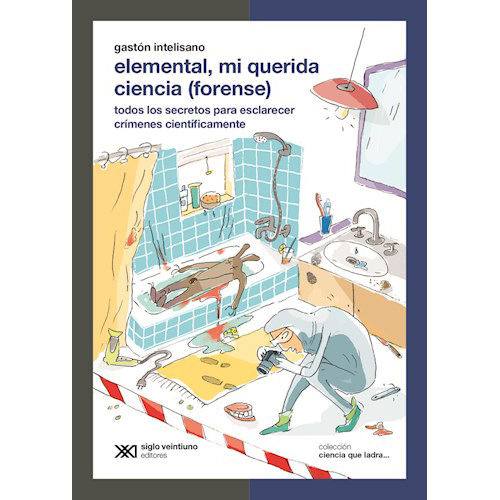 gastón intelisano
elemental, mi querida
ciencia (forense)
todos los secretos para esclarecer
crímenes científicamente
siglo veintiuno
editores
colección
ciencia que ladra...